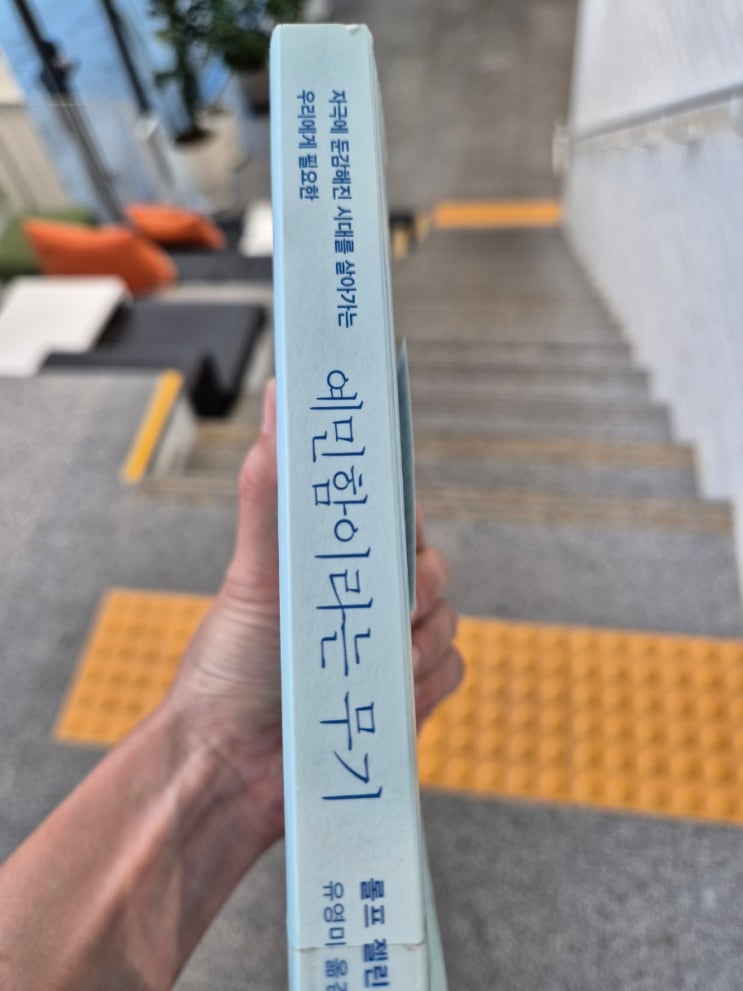 자극에 둔감해진 시대를 살아가는
우리에게 필요한
예민함이라는 무기
롤프 젤린
유영미 옮김